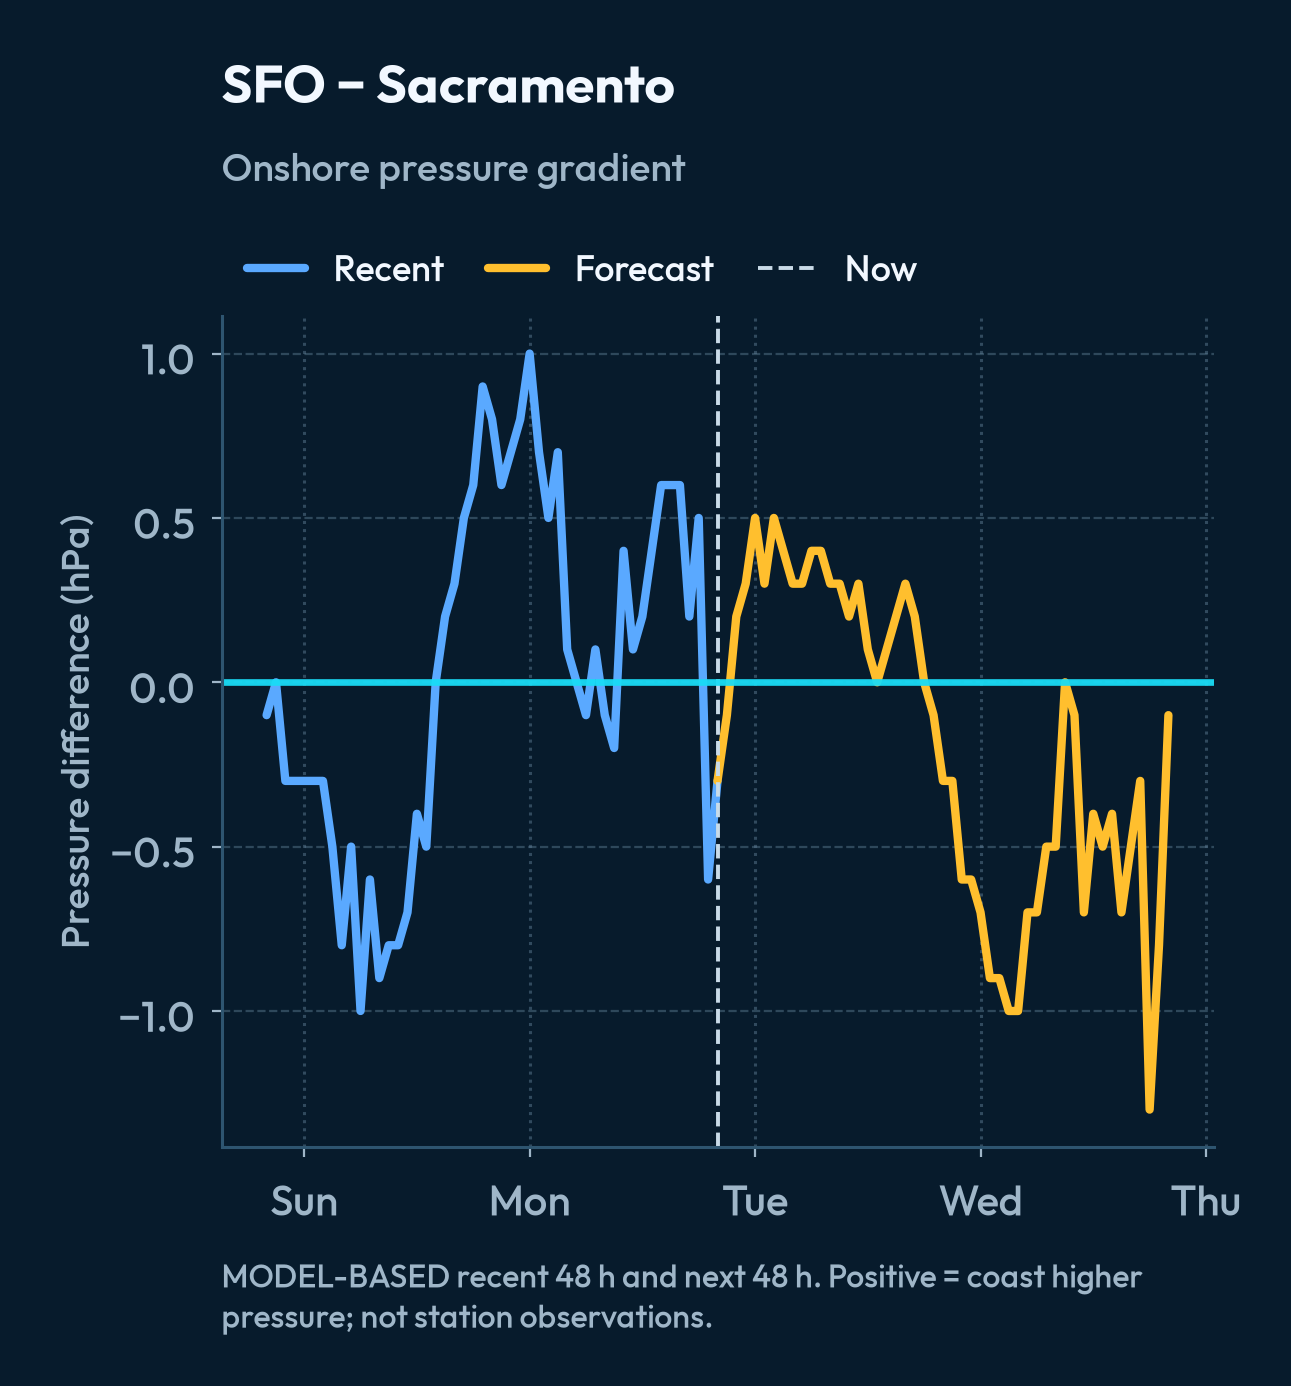 SFO – Sacramento
Onshore pressure gradient
Recent Forecast Now
1.0
0.5
0.0
−0.5
−1.0
Pressure difference (hPa)
Sun Mon Tue Wed Thu
MODEL-BASED recent 48 h and next 48 h. Positive = coast higher
pressure; not station observations.